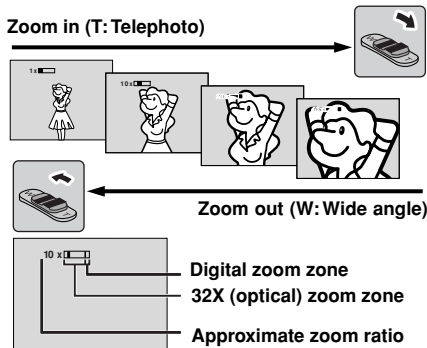 Zoom in (T: Telephoto)
1x
10x
Zoom out (W: Wide angle)
10 x
Digital zoom zone
32X (optical) zoom zone
Approximate zoom ratio